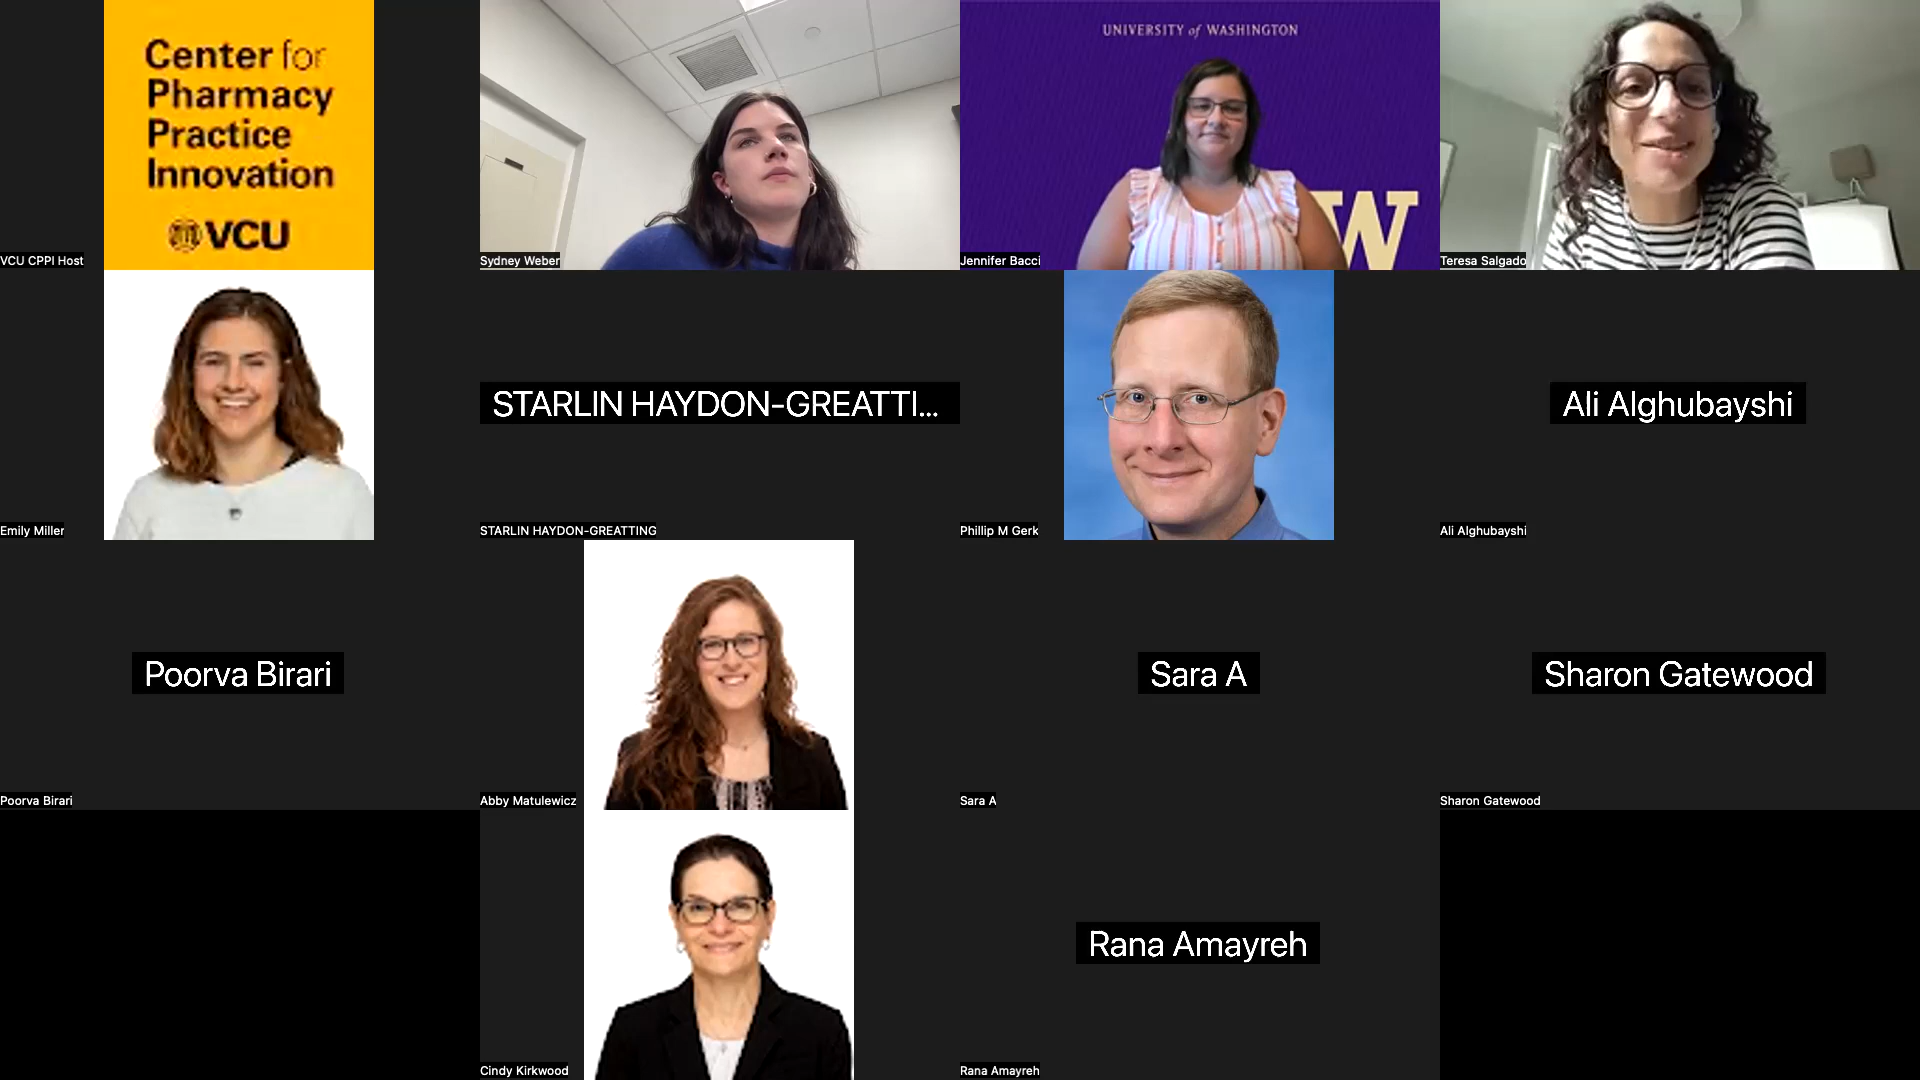 Center for
Pharmacy
Practice
Innovation
VCU
VCU CPPI Host
Sydney Weber
UNIVERSITY of WASHINGTON
W
Jennifer Bacci
Teresa Salgado
Emily Miller
STARLIN HAYDON-GREATTI...
STARLIN HAYDON-GREATTING
Phillip M Gerk
Ali Alghubayshi
Ali Alghubayshi
Poorva Birari
Poorva Birari
Abby Matulewicz
Sara A
Sara A
Sharon Gatewood
Sharon Gatewood
Cindy Kirkwood
Rana Amayreh
Rana Amayreh